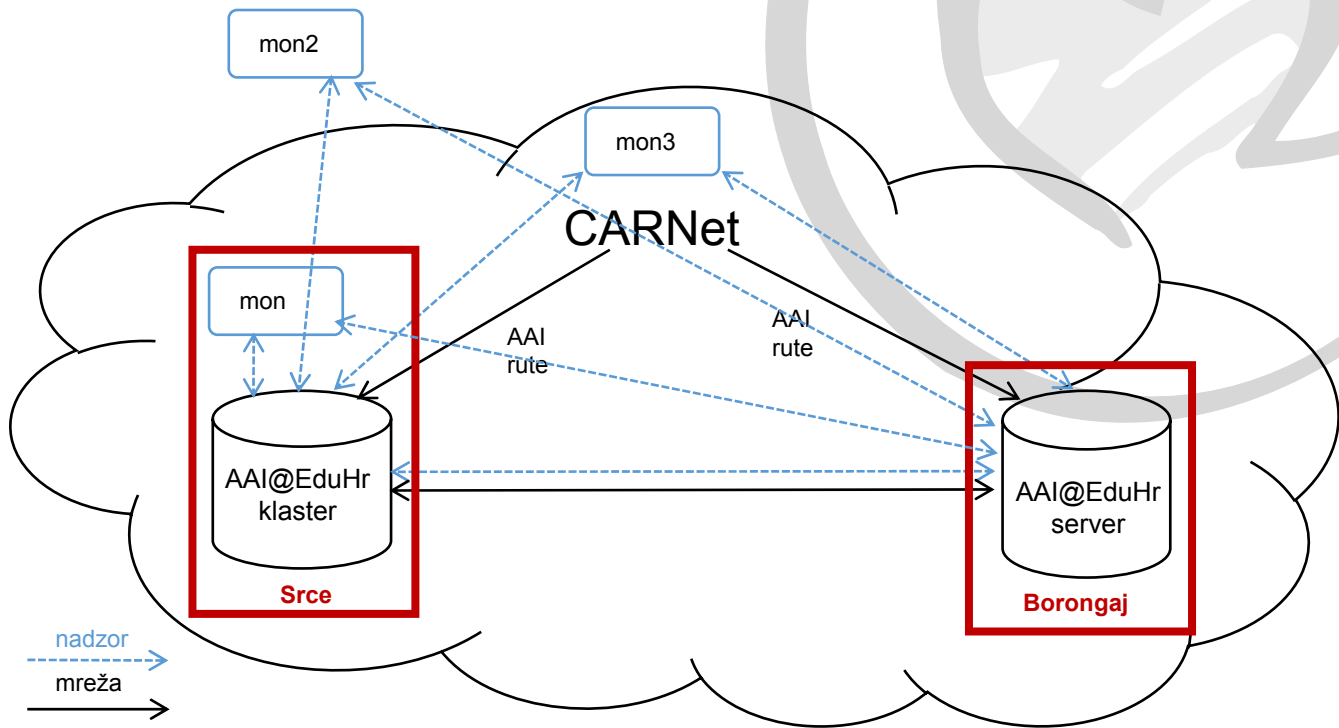 mon2
mon3
CARNet
mon
AAI
rute
AAI
rute
AAI@EduHr
klaster
AAI@EduHr
server
Srce
Borongaj
nadzor
mreža